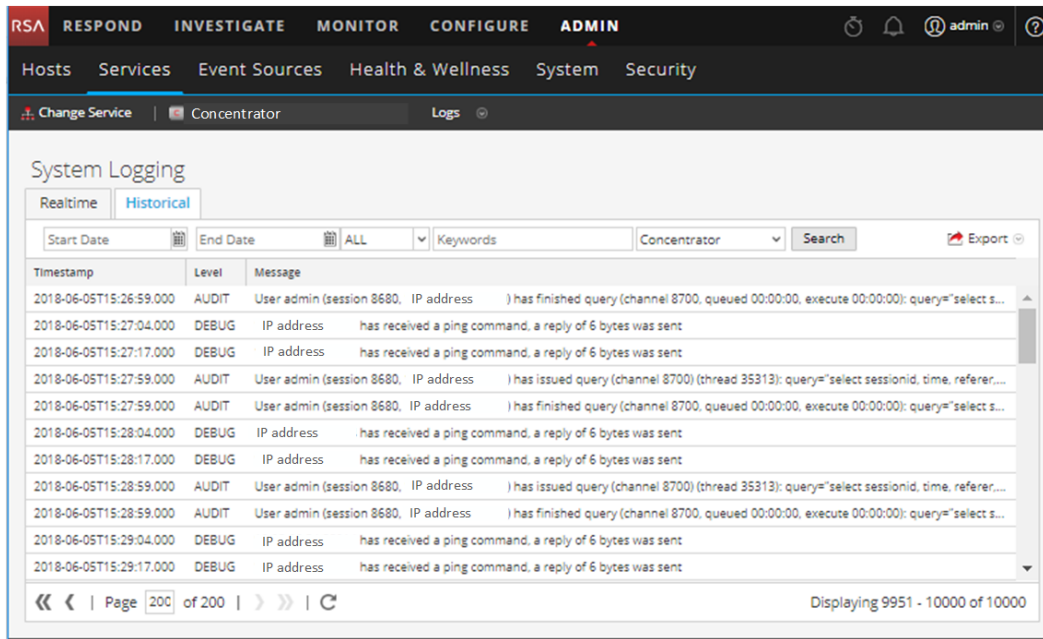 RSA RESPOND INVESTIGATE MONITOR CONFIGURE ADMIN admin ?
Hosts Services Event Sources Health & Wellness System Security
Change Service | C Concentrator Logs
System Logging
Realtime Historical
Start Date End Date ALL Keywords Concentrator Search Export
Timestamp Level Message
2018-06-05T15:26:59.000 AUDIT User admin (session 8680, IP address ) has finished query (channel 8700, queued 00:00:00, execute 00:00:00): query="select s...
2018-06-05T15:27:04.000 DEBUG IP address has received a ping command, a reply of 6 bytes was sent
2018-06-05T15:27:17.000 DEBUG IP address has received a ping command, a reply of 6 bytes was sent
2018-06-05T15:27:59.000 AUDIT User admin (session 8680, IP address ) has issued query (channel 8700) (thread 35313): query="select sessionid, time, referer,...
2018-06-05T15:27:59.000 AUDIT User admin (session 8680, IP address ) has finished query (channel 8700, queued 00:00:00, execute 00:00:00): query="select s...
2018-06-05T15:28:04.000 DEBUG IP address has received a ping command, a reply of 6 bytes was sent
2018-06-05T15:28:17.000 DEBUG IP address has received a ping command, a reply of 6 bytes was sent
2018-06-05T15:28:59.000 AUDIT User admin (session 8680, IP address ) has issued query (channel 8700) (thread 35313): query="select sessionid, time, referer,...
2018-06-05T15:28:59.000 AUDIT User admin (session 8680, IP address ) has finished query (channel 8700, queued 00:00:00, execute 00:00:00): query="select s...
2018-06-05T15:29:04.000 DEBUG IP address has received a ping command, a reply of 6 bytes was sent
2018-06-05T15:29:17.000 DEBUG IP address has received a ping command, a reply of 6 bytes was sent
| Page 200 of 200 | | Displaying 9951 - 10000 of 10000